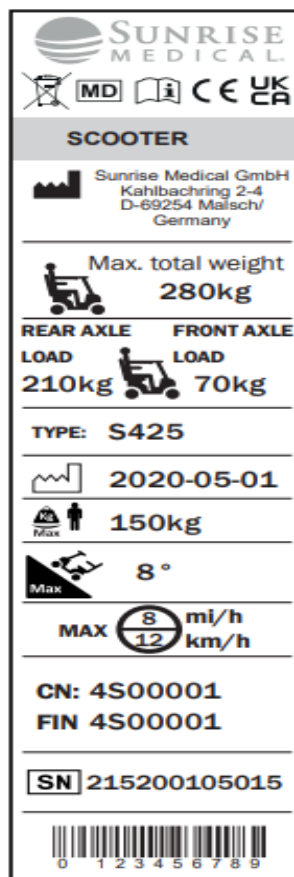 SUNRISE
MEDICAL.
MD i CE UK
CA
SCOOTER
Sunrise Medical GmbH
Kahlbachring 2-4
D-69254 Malsch/
Germany
Max. total weight
280kg
REAR AXLE FRONT AXLE
LOAD LOAD
210kg 70kg
TYPE: S425
2020-05-01
Kg
Max 150kg
Max 8°
MAX 8 mi/h
12 km/h
CN: 4S00001
FIN 4S00001
SN 215200105015
0 123456789